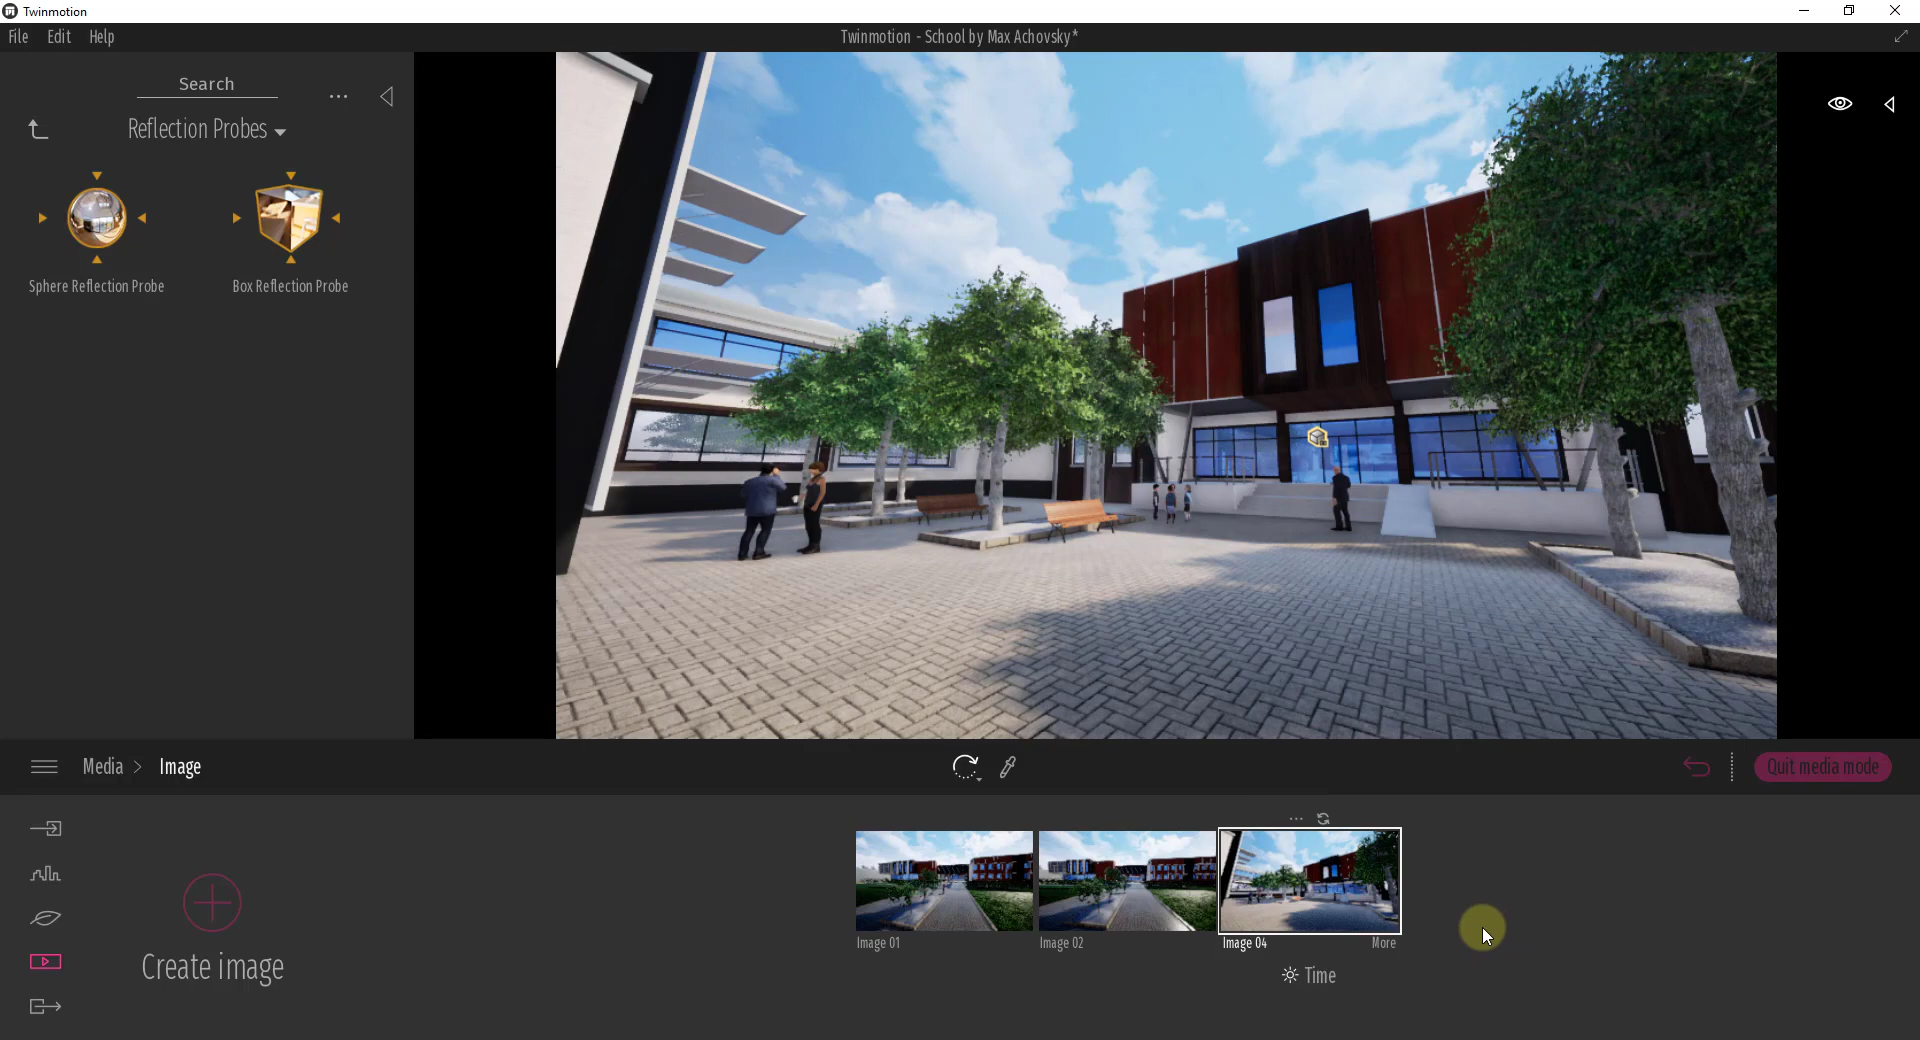 Twinmotion
File Edit Help
Twinmotion - School by Max Achovsky*
Search
Reflection Probes
Sphere Reflection Probe
Box Reflection Probe
Media > Image
Quit media mode
Create image
Image 01
Image 02
Image 04
More
Time